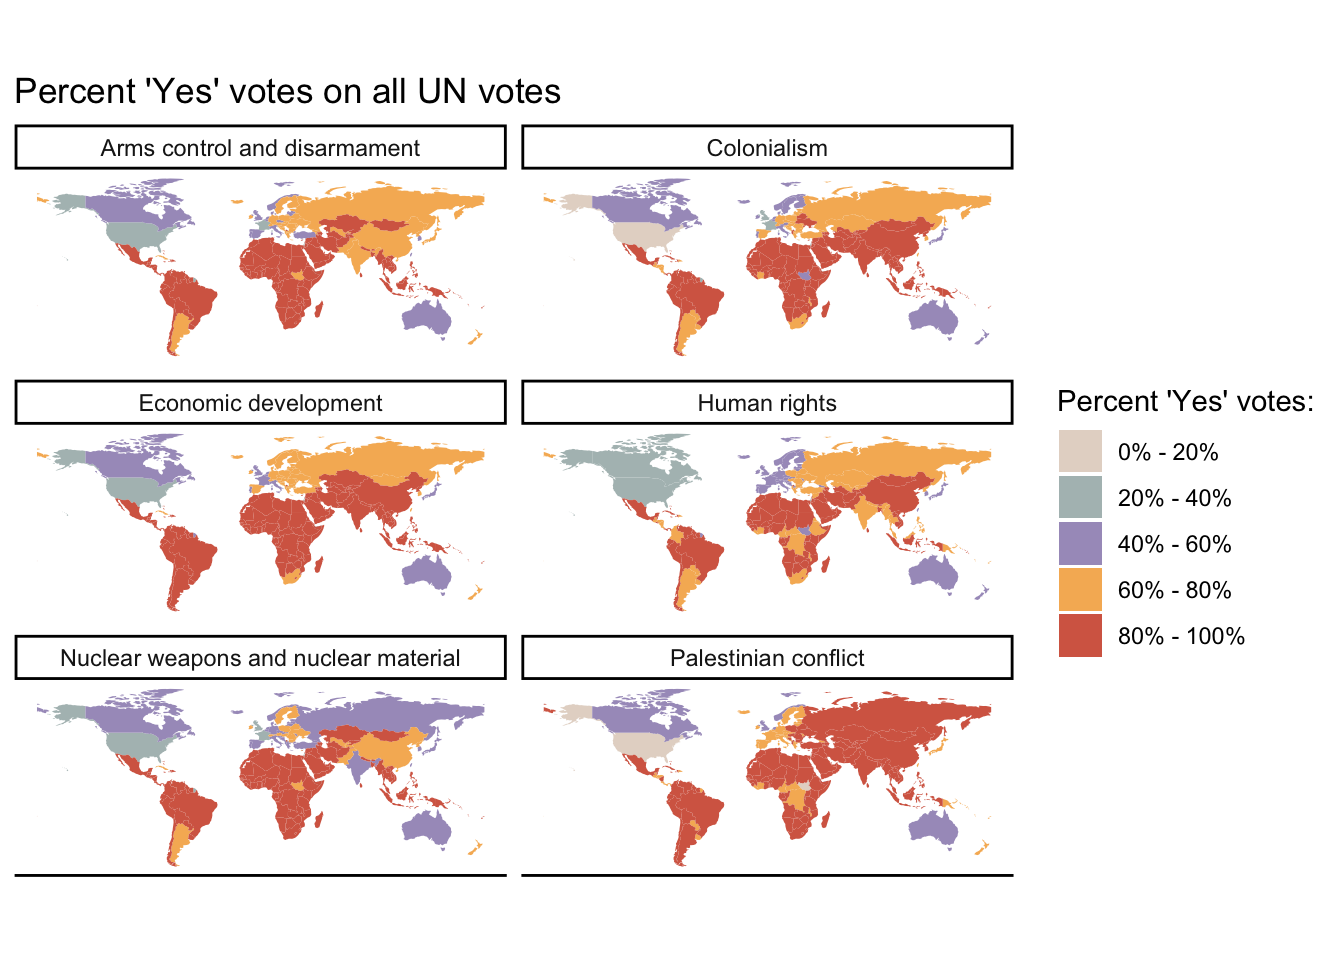 Percent 'Yes' votes on all UN votes
Arms control and disarmament
Colonialism
Economic development
Human rights
Nuclear weapons and nuclear material
Palestinian conflict
Percent 'Yes' votes:
0% - 20%
20% - 40%
40% - 60%
60% - 80%
80% - 100%